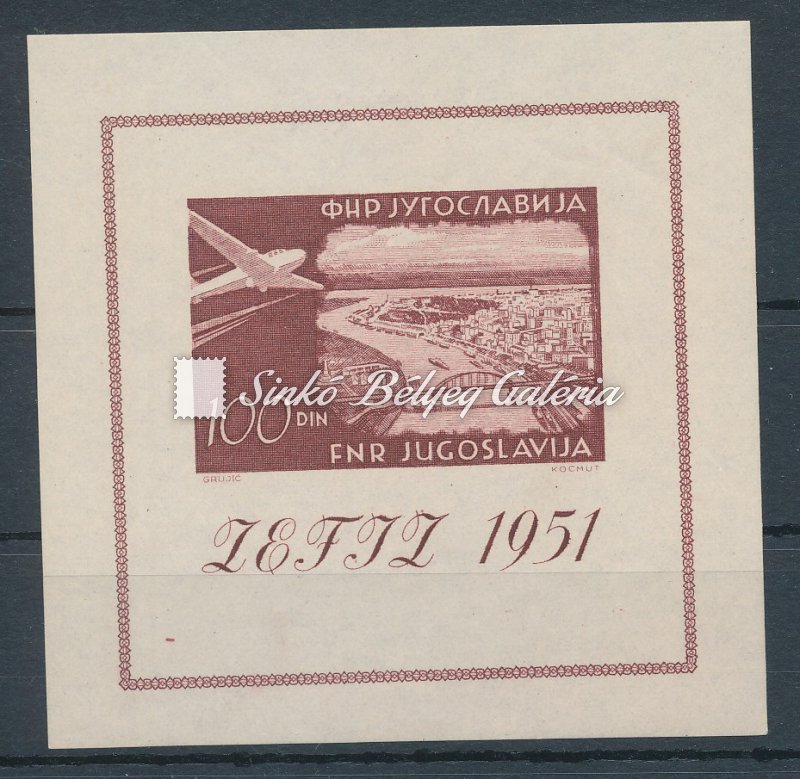 ФНР ЈУГОСЛАВИЈА
Sinkó Bélyeg Galéria
100 DIN
FNR JUGOSLAVIJA
GRUJIĆ KOCMUT
ZEFIZ 1951